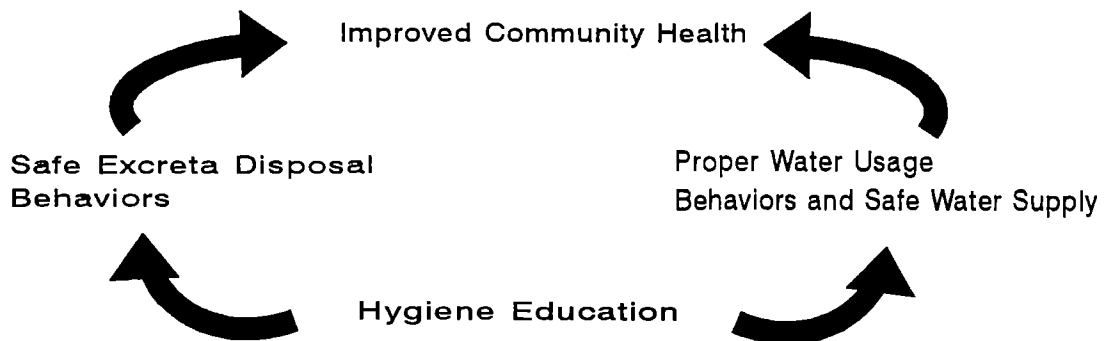 Improved Community Health
Safe Excreta Disposal
Behaviors
Proper Water Usage
Behaviors and Safe Water Supply
Hygiene Education